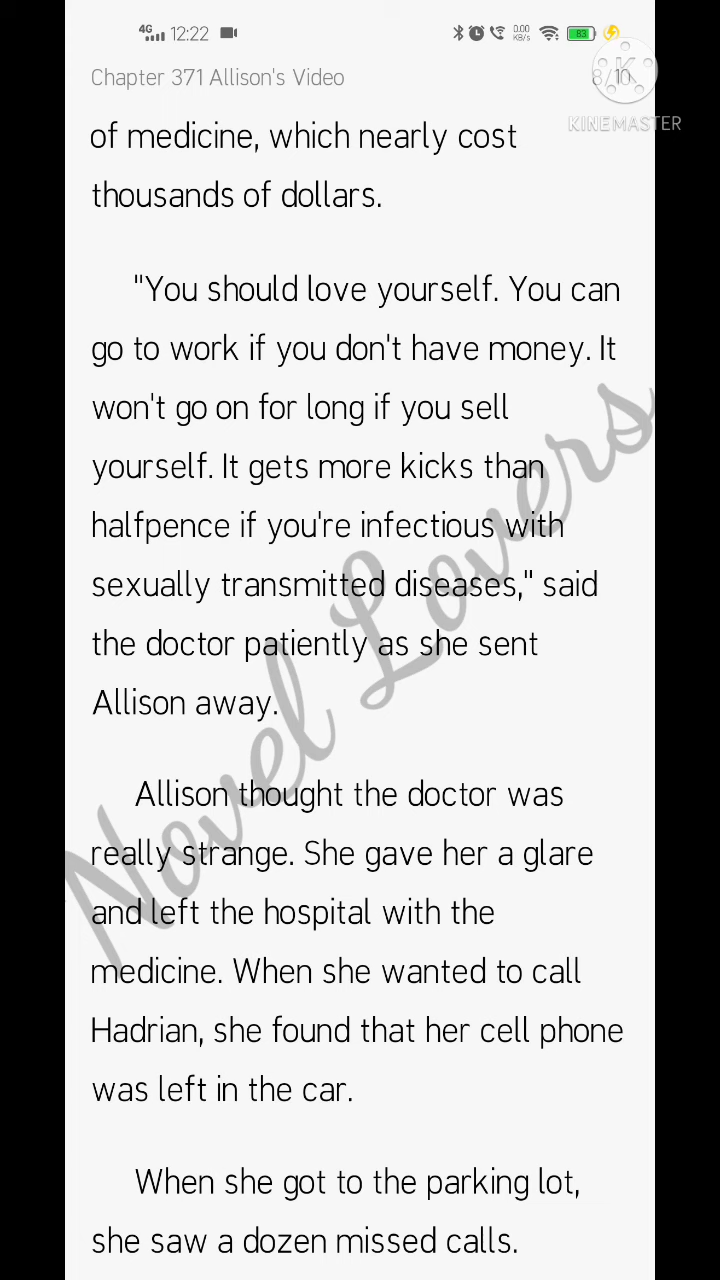 4G 12:22 0.00 KB/s 83
Chapter 371 Allison's Video 8/10
KINEMASTER
of medicine, which nearly cost
thousands of dollars.
"You should love yourself. You can
go to work if you don't have money. It
won't go on for long if you sell
yourself. It gets more kicks than
halfpence if you're infectious with
sexually transmitted diseases," said
the doctor patiently as she sent
Allison away.
Allison thought the doctor was
really strange. She gave her a glare
and left the hospital with the
medicine. When she wanted to call
Hadrian, she found that her cell phone
was left in the car.
When she got to the parking lot,
she saw a dozen missed calls.
Novel Lovers